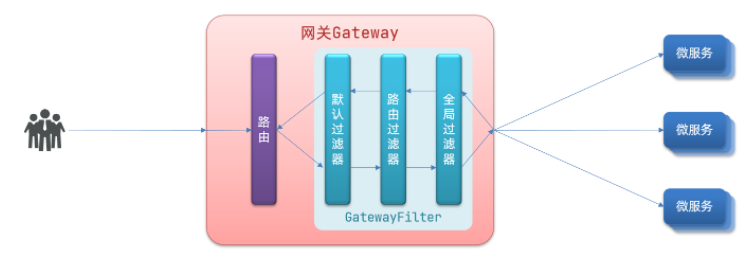 网关Gateway
路由
默认过滤器
路由过滤器
全局过滤器
GatewayFilter
微服务
微服务
微服务